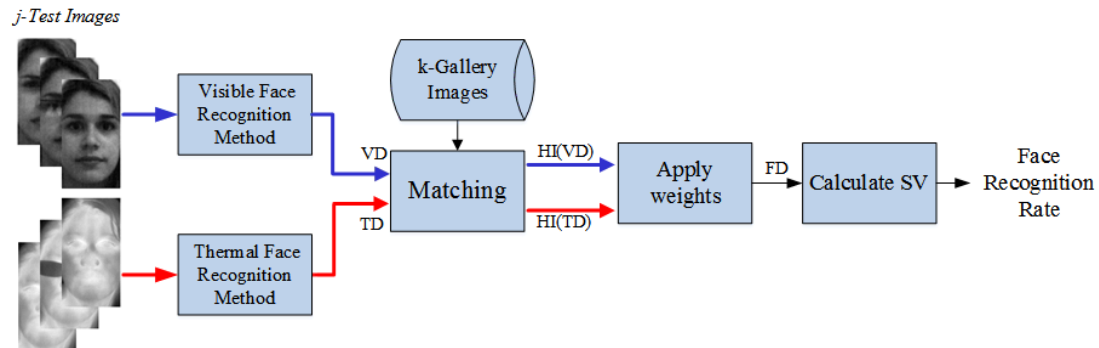 j-Test Images
Visible Face
Recognition
Method
Thermal Face
Recognition
Method
k-Gallery
Images
VD
TD
Matching
HI(VD)
HI(TD)
Apply
weights
FD
Calculate SV
Face
Recognition
Rate